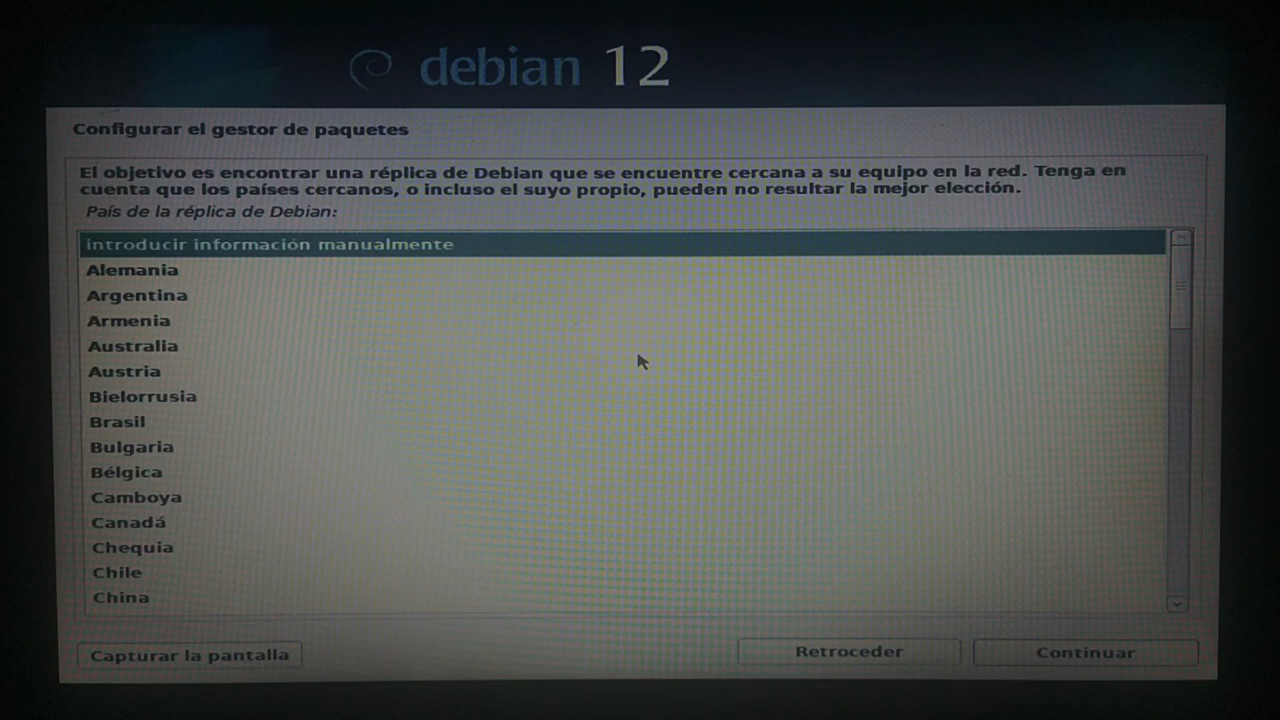 debian 12
Configurar el gestor de paquetes
El objetivo es encontrar una réplica de Debian que se encuentre cercana a su equipo en la red. Tenga en
cuenta que los países cercanos, o incluso el suyo propio, pueden no resultar la mejor elección.
País de la réplica de Debian:
introducir información manualmente
Alemania
Argentina
Armenia
Australia
Austria
Bielorrusia
Brasil
Bulgaria
Bélgica
Camboya
Canadá
Chequia
Chile
China
Capturar la pantalla
Retroceder
Continuar